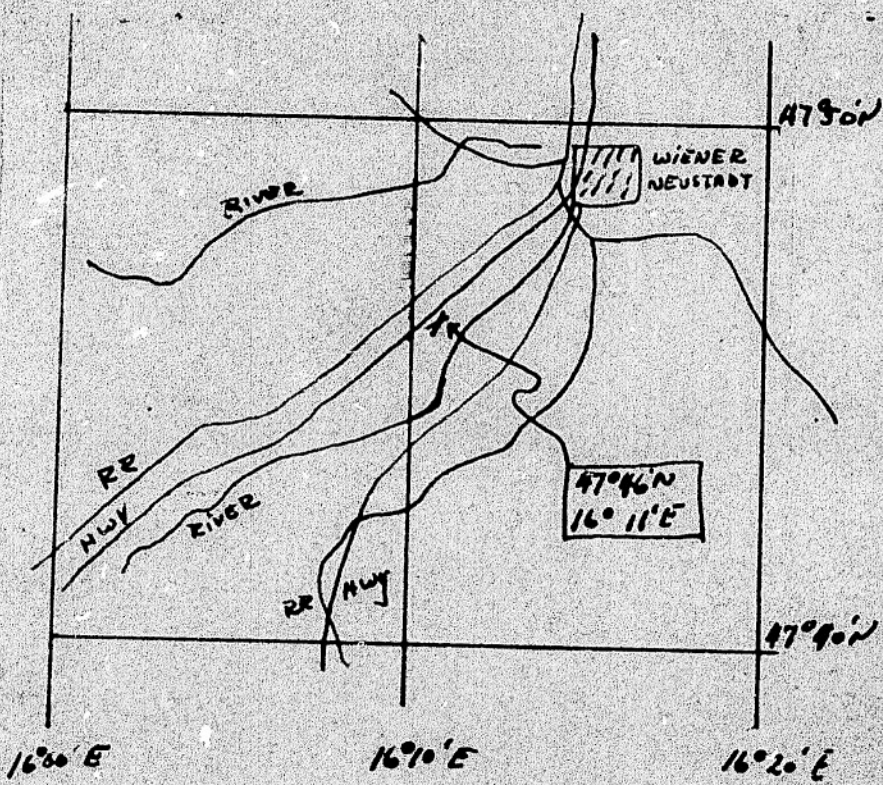 47°50'N
WIENER
NEUSTADT
RIVER
RR
HWY
RIVER
47°46'N
16° 11'E
RR
HWY
47°40'N
16°00'E
16°10'E
16°20'E